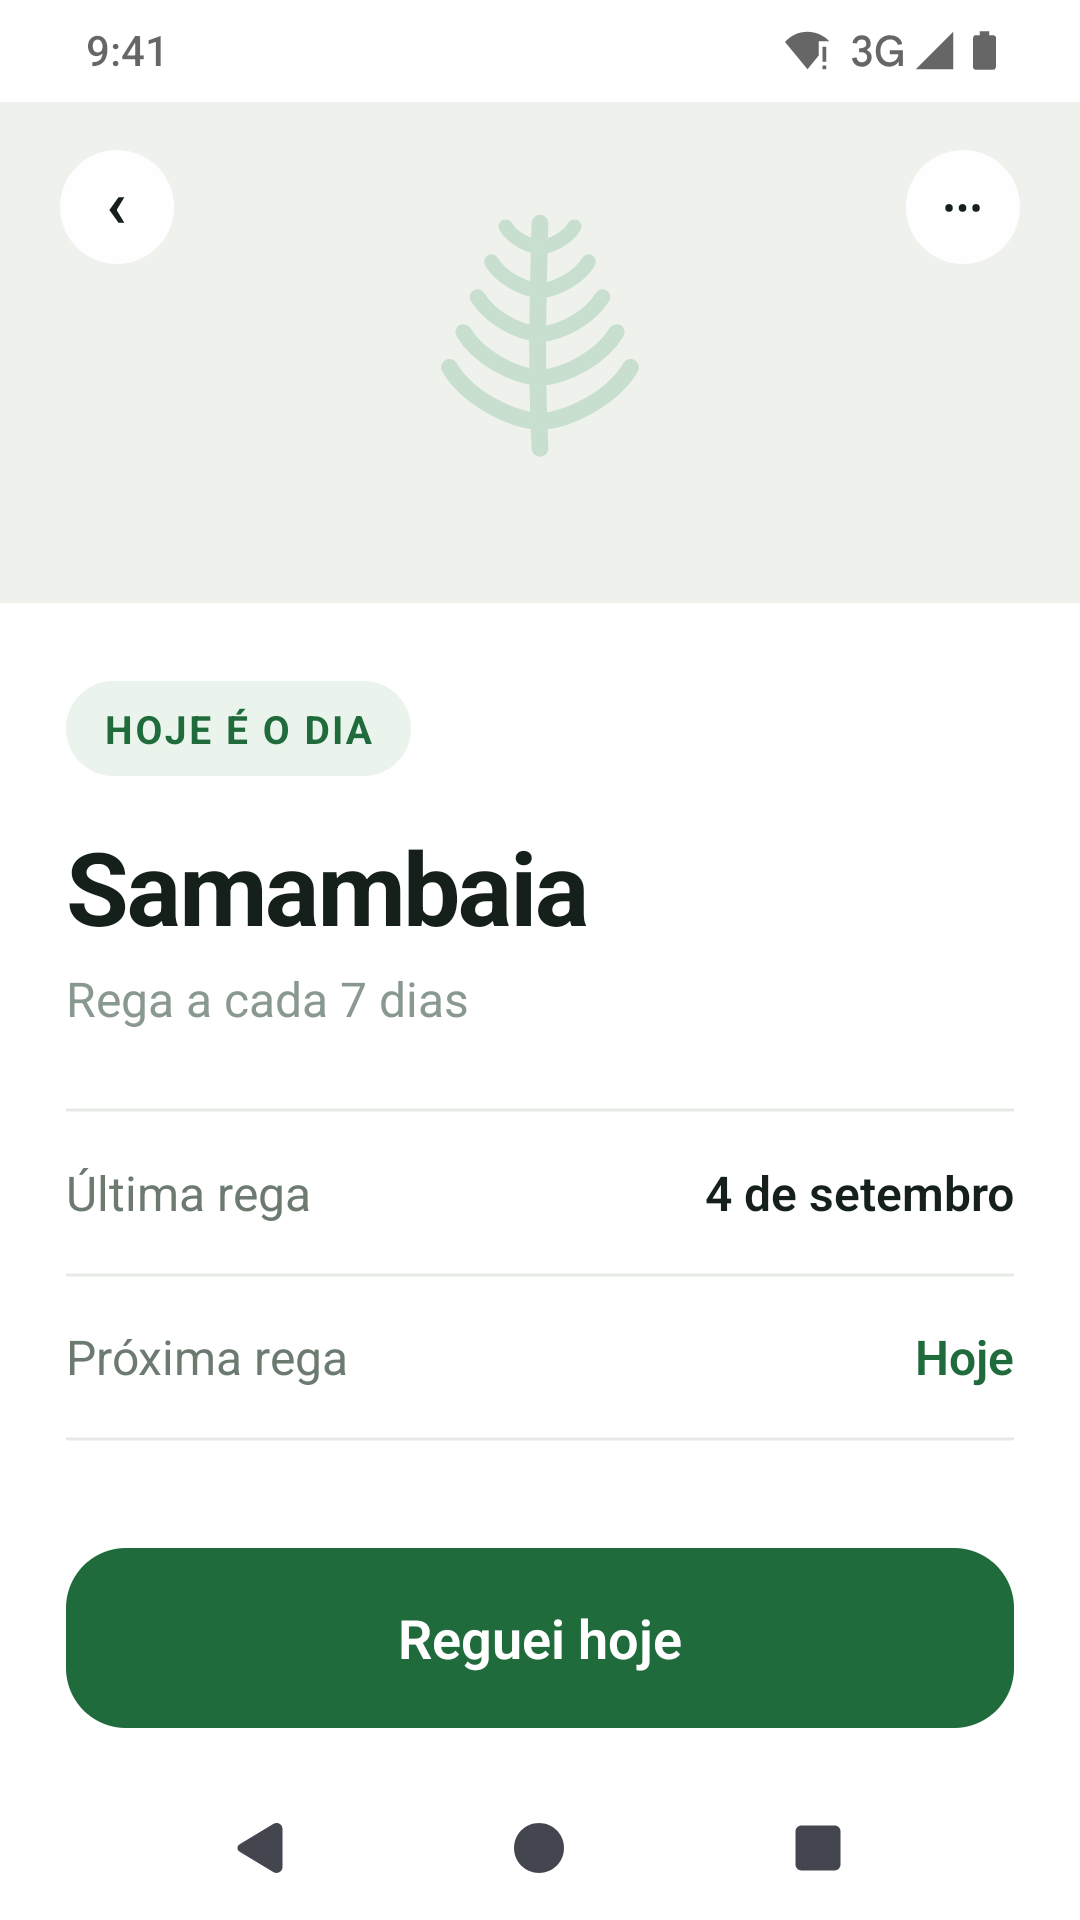 9:41
3G
HOJE É O DIA
Samambaia
Rega a cada 7 dias
Última rega
4 de setembro
Próxima rega
Hoje
Reguei hoje